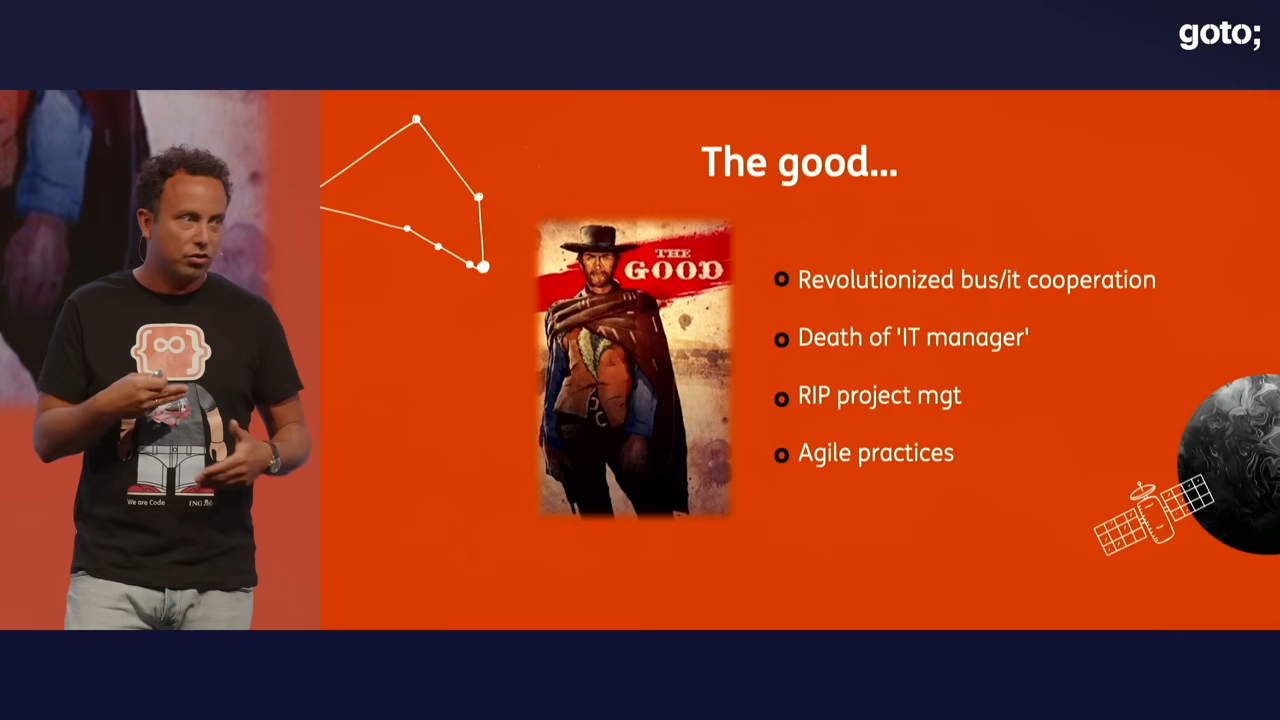 goto;
The good...
THE
GOOD
Revolutionized bus/it cooperation
Death of 'IT manager'
RIP project mgt
Agile practices
{∞}
We are Code
ING